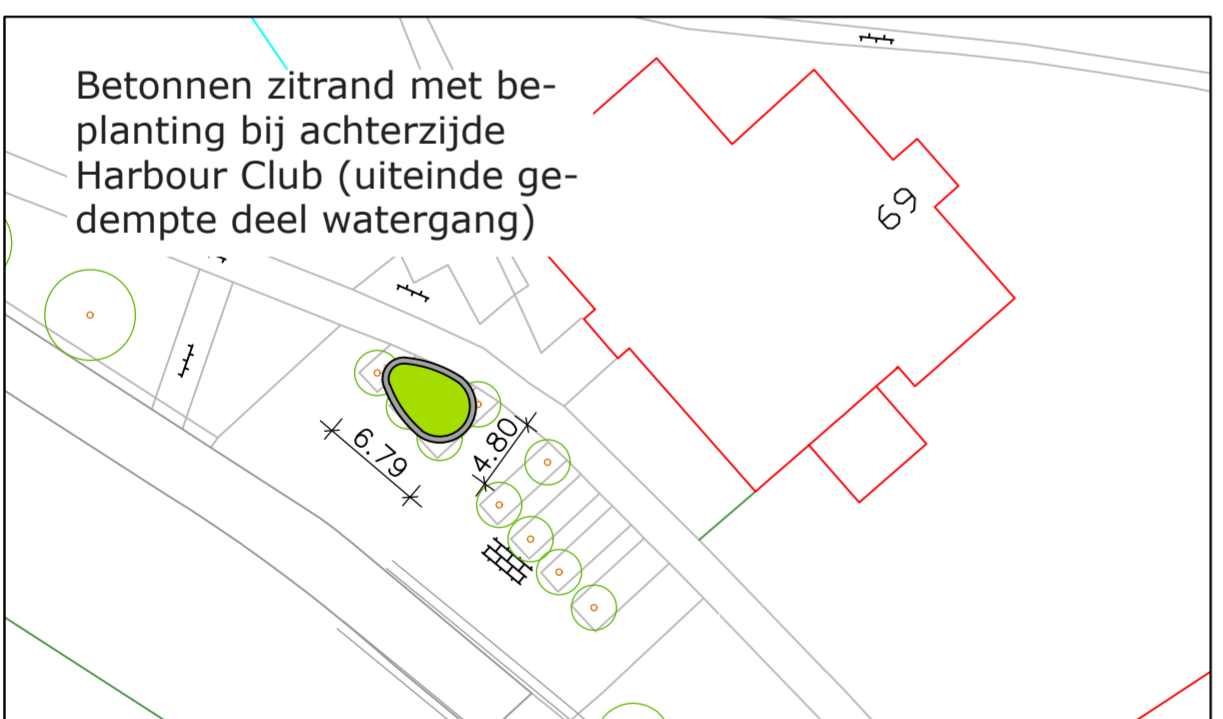 Betonnen zitrand met be-
planting bij achterzijde
Harbour Club (uiteinde ge-
dempte deel watergang)
69
6.79
4.80